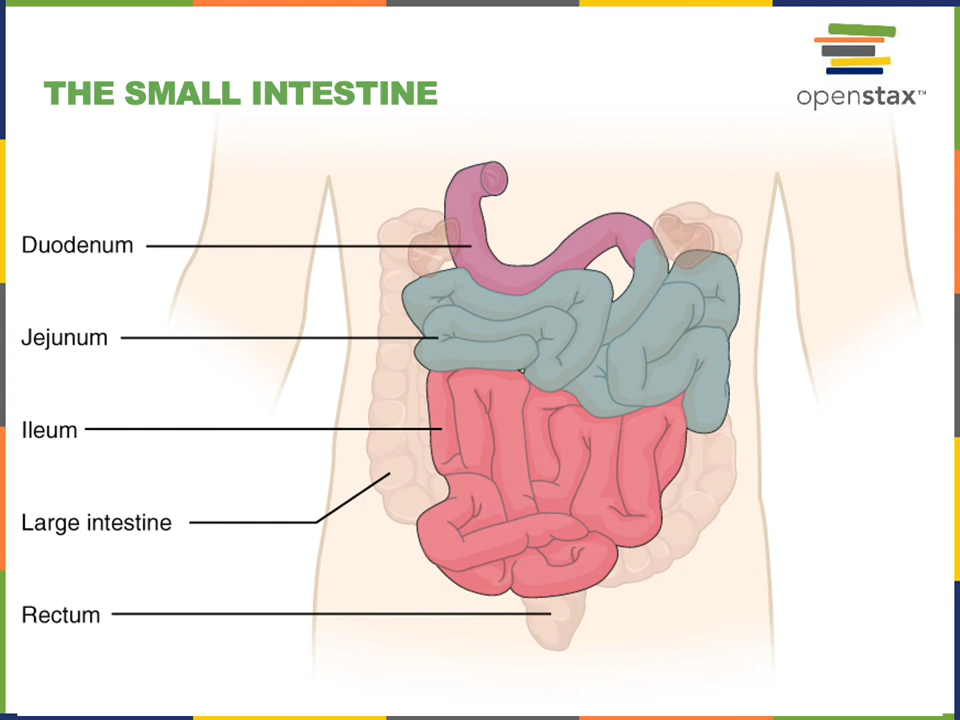 THE SMALL INTESTINE
openstax™
Duodenum
Jejunum
Ileum
Large intestine
Rectum